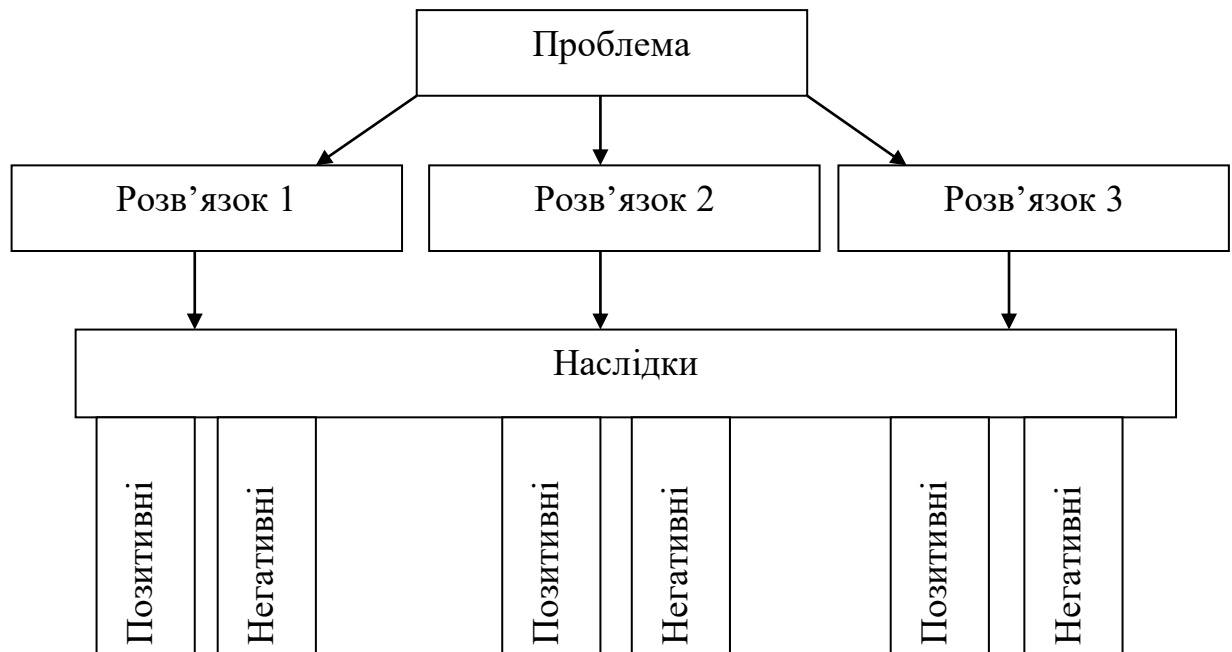 Проблема
Розв’язок 1
Розв’язок 2
Розв’язок 3
Наслідки
Позитивні
Негативні
Позитивні
Негативні
Позитивні
Негативні